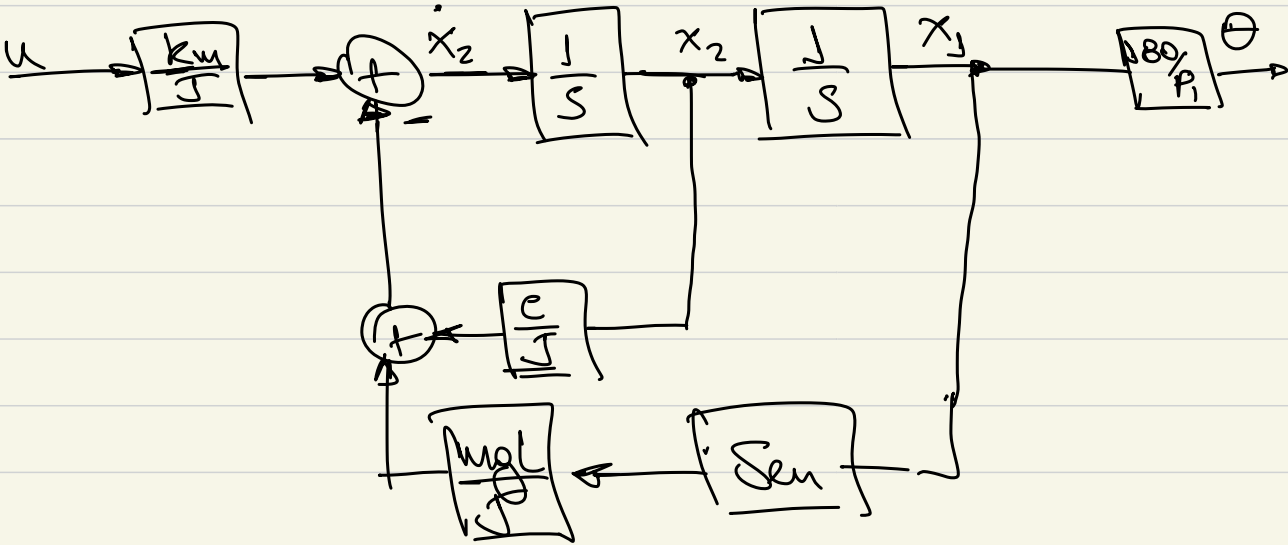 u
km
J
+
−
ẋ₂
1
S
x₂
1
S
x₁
180/Pi
θ
+
c
J
mgL
J
Sen